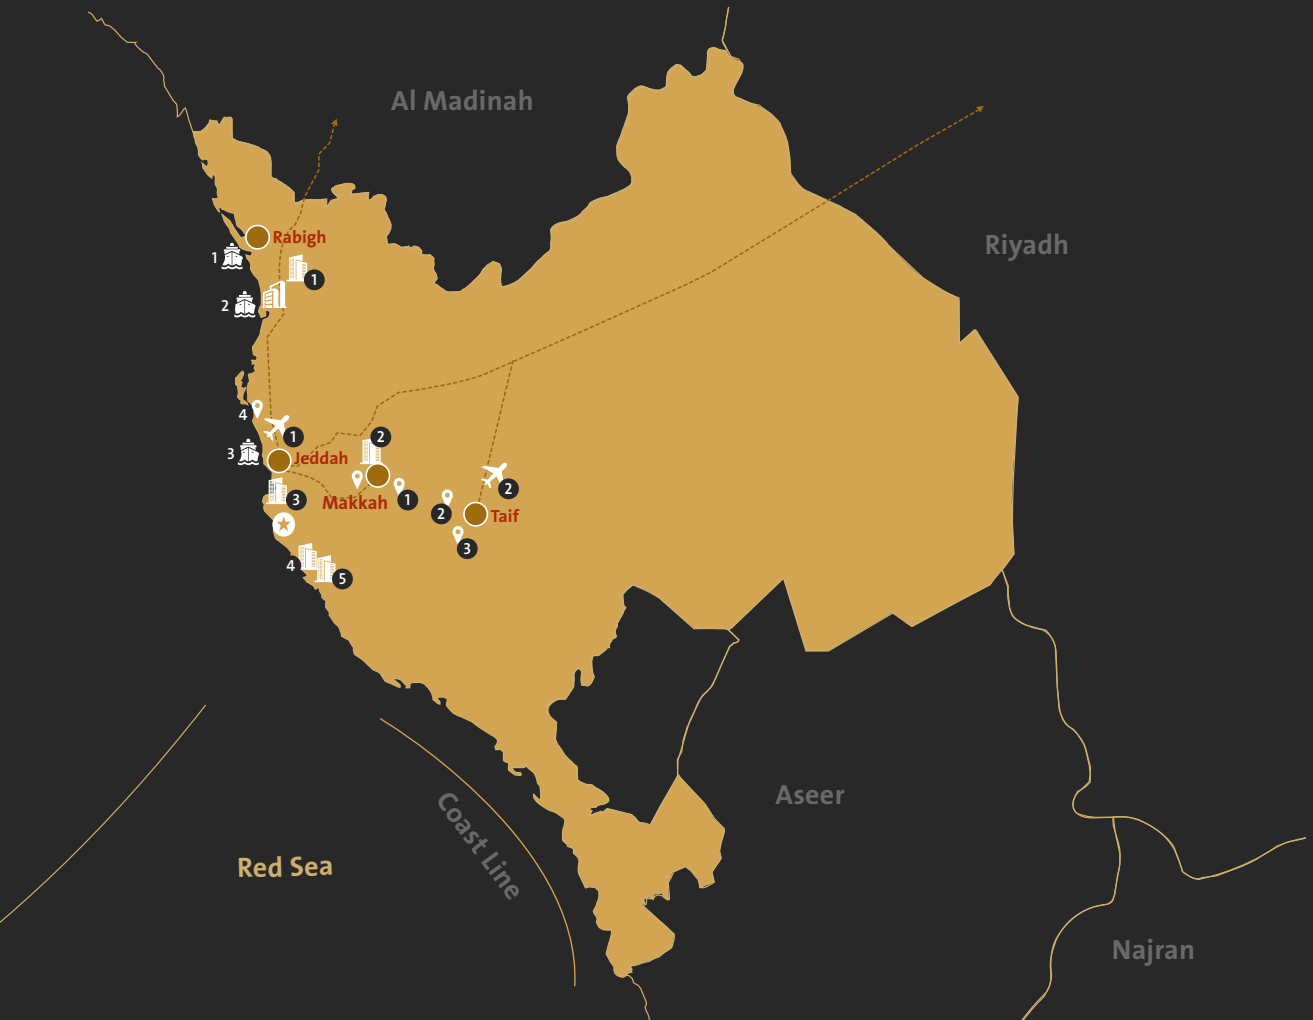 Al Madinah
Rabigh
Riyadh
1
1
2
4
1
2
3
Jeddah
2
3
Makkah
1
2
Taif
3
4
5
Aseer
Coast Line
Red Sea
Najran